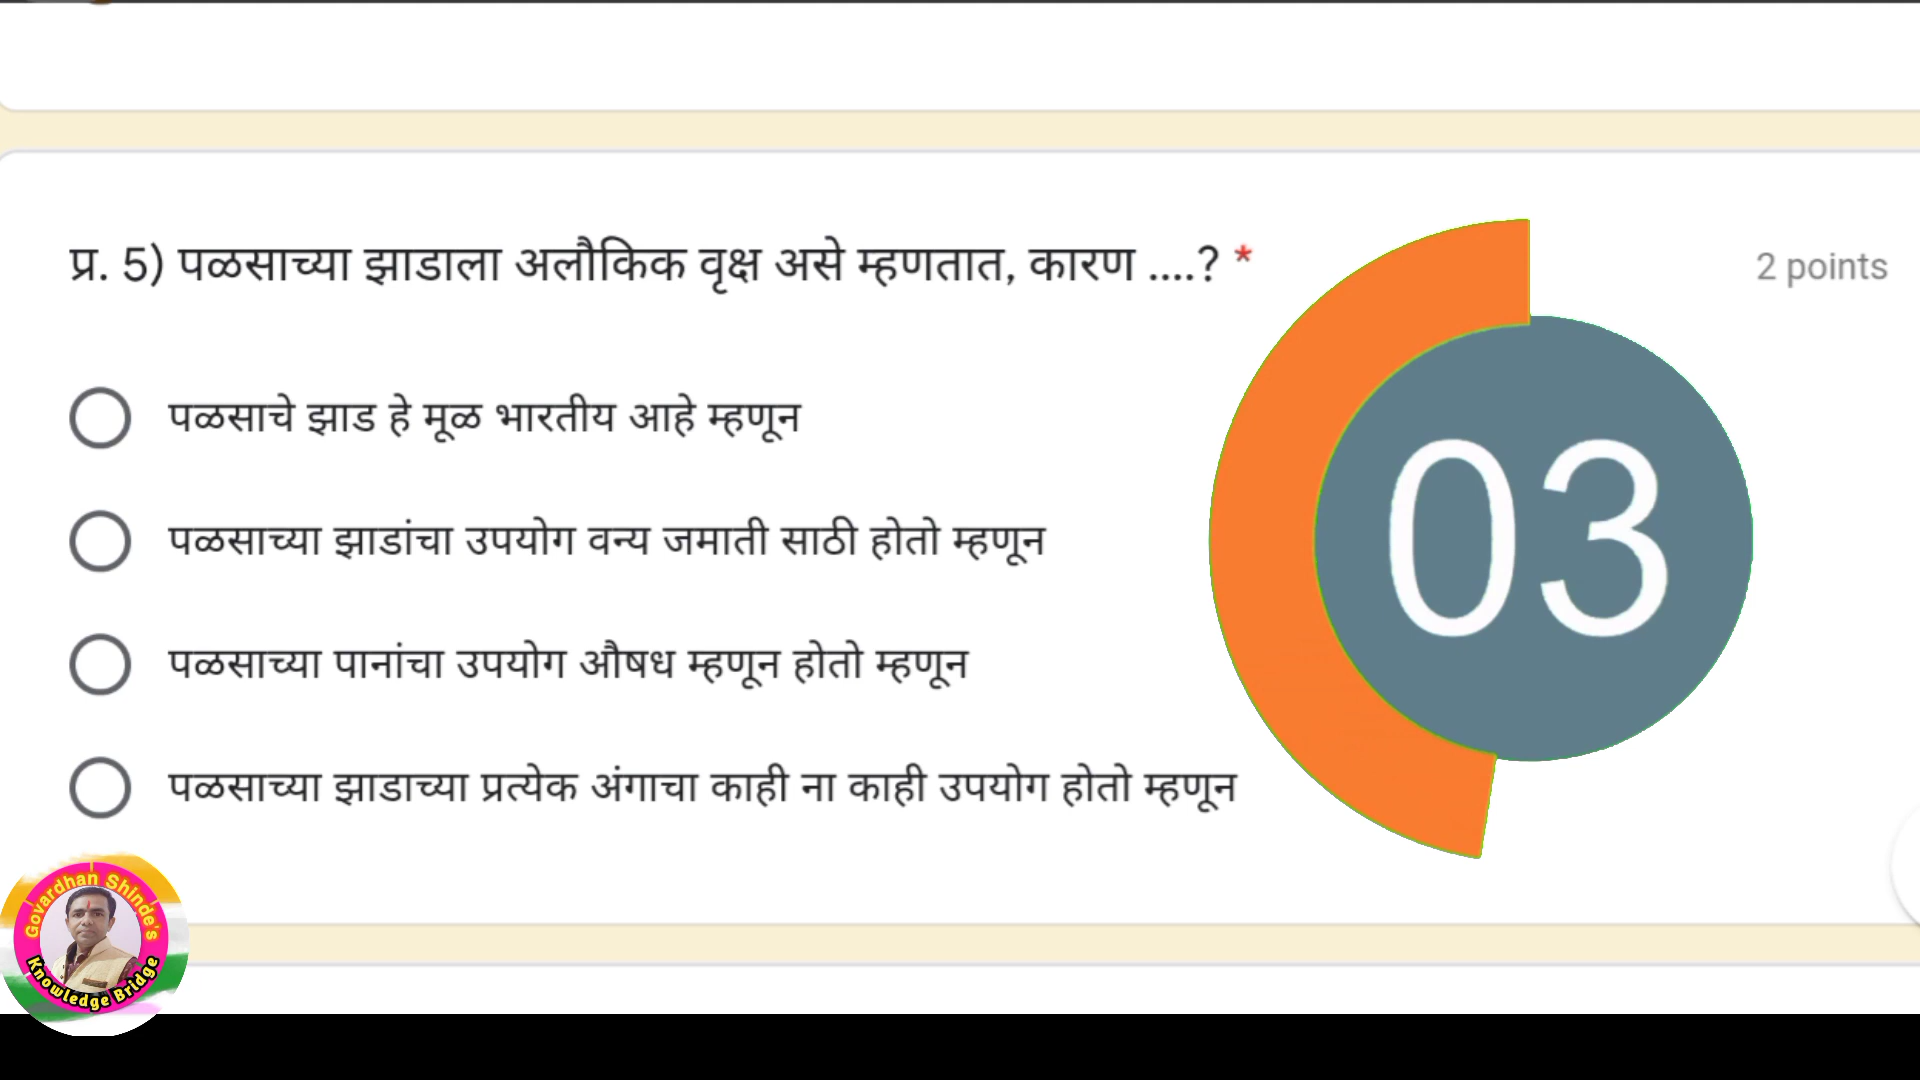 प्र. 5) पळसाच्या झाडाला अलौकिक वृक्ष असे म्हणतात, कारण ....? *
2 points
पळसाचे झाड हे मूळ भारतीय आहे म्हणून
पळसाच्या झाडांचा उपयोग वन्य जमाती साठी होतो म्हणून
पळसाच्या पानांचा उपयोग औषध म्हणून होतो म्हणून
पळसाच्या झाडाच्या प्रत्येक अंगाचा काही ना काही उपयोग होतो म्हणून
03
Govardhan Shinde's
Knowledge Bridge